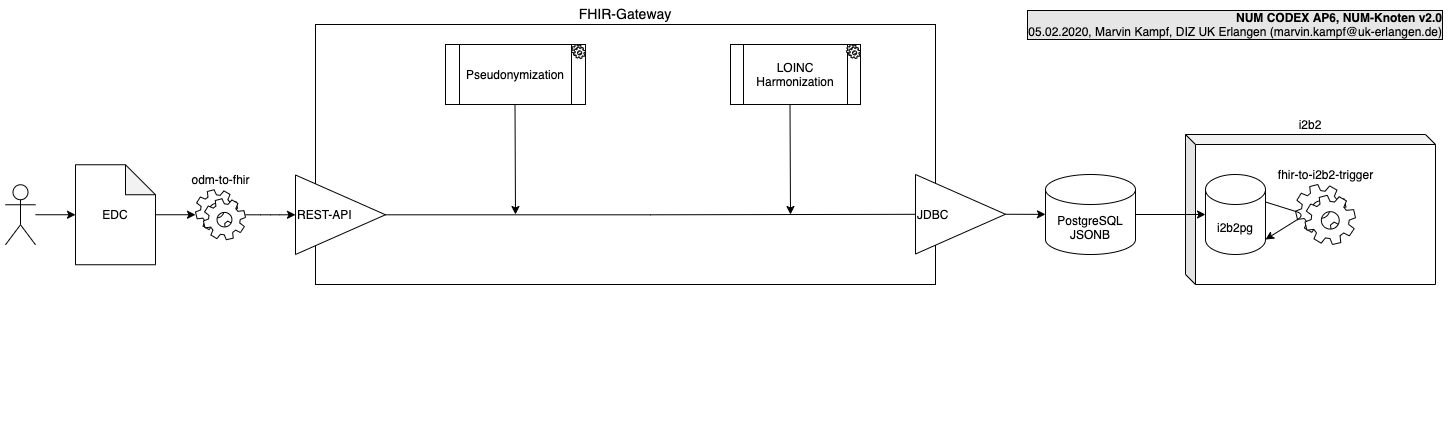 FHIR-Gateway
NUM CODEX AP6, NUM-Knoten v2.0
05.02.2020, Marvin Kampf, DIZ UK Erlangen (marvin.kampf@uk-erlangen.de)
Pseudonymization
LOINC
Harmonization
i2b2
odm-to-fhir
fhir-to-i2b2-trigger
EDC
REST-API
JDBC
PostgreSQL
JSONB
i2b2pg